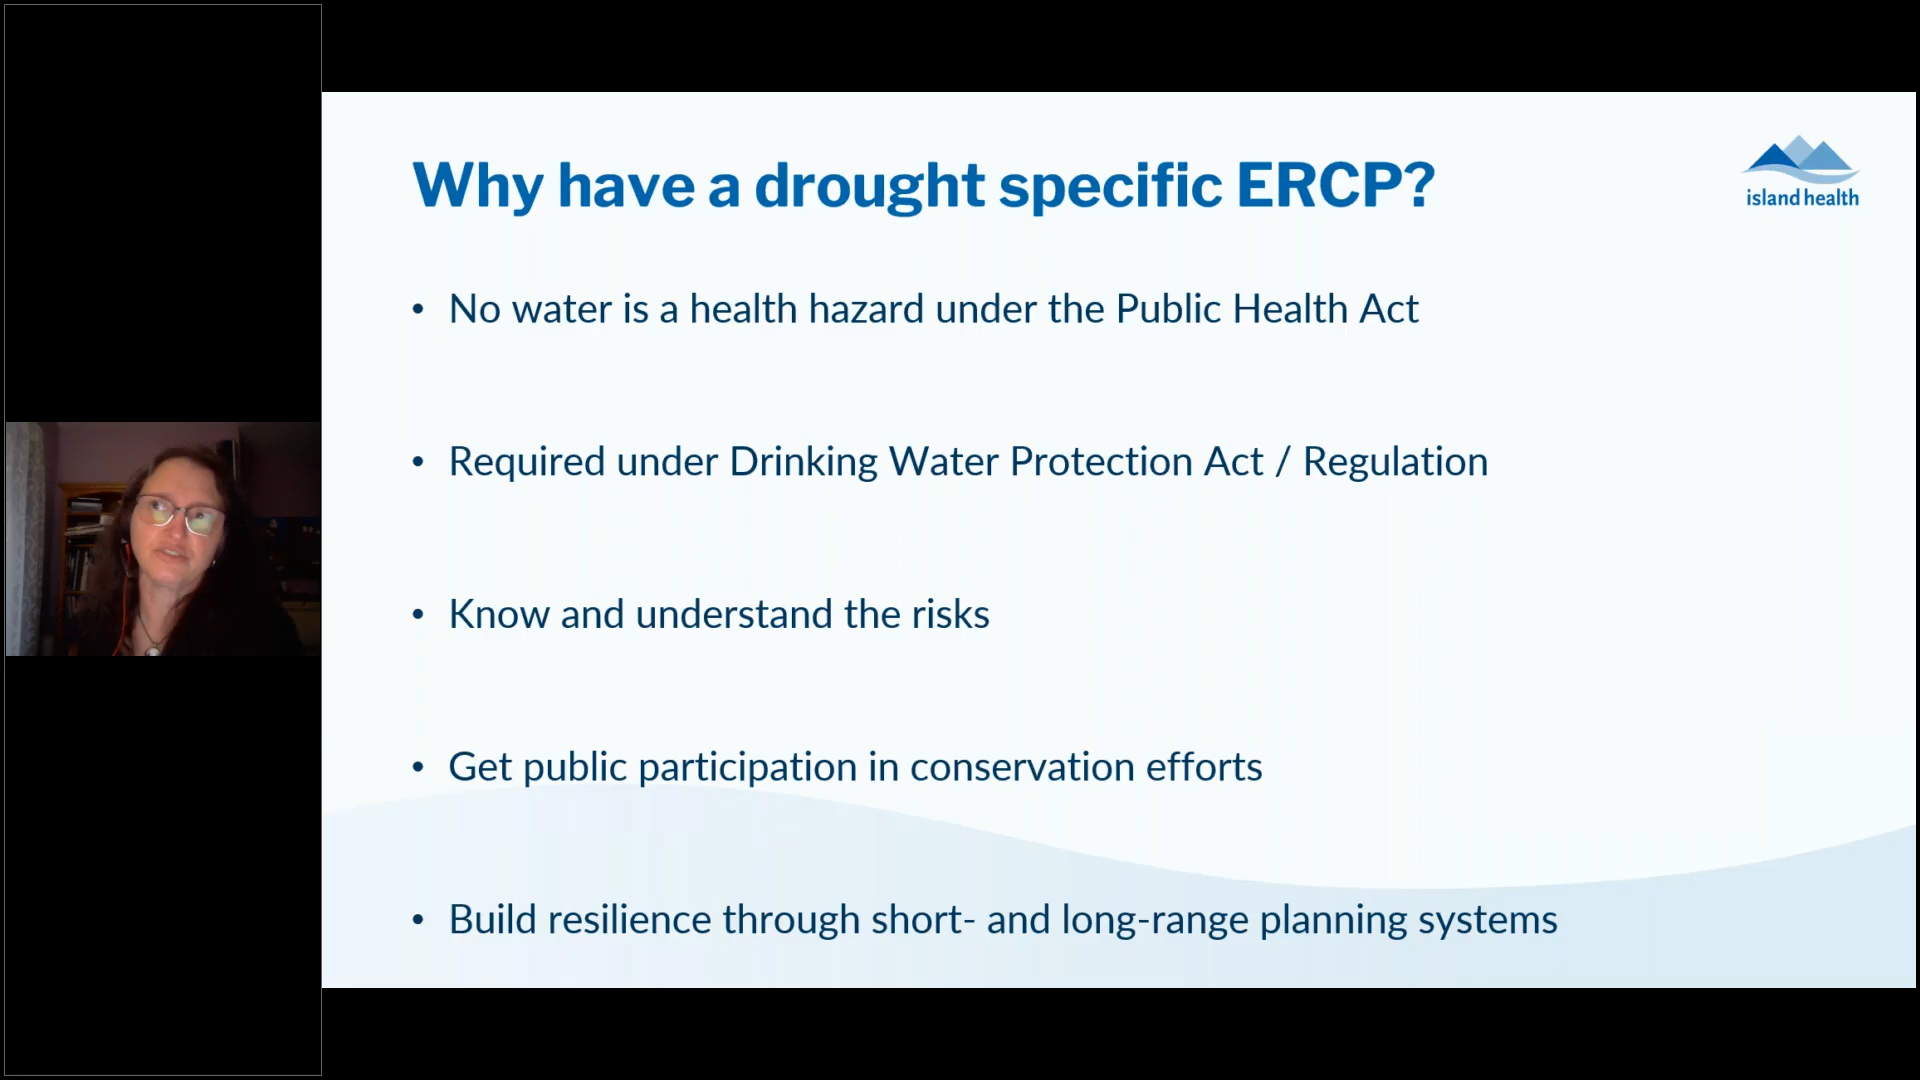 Why have a drought specific ERCP?
island health
• No water is a health hazard under the Public Health Act
• Required under Drinking Water Protection Act / Regulation
• Know and understand the risks
• Get public participation in conservation efforts
• Build resilience through short- and long-range planning systems